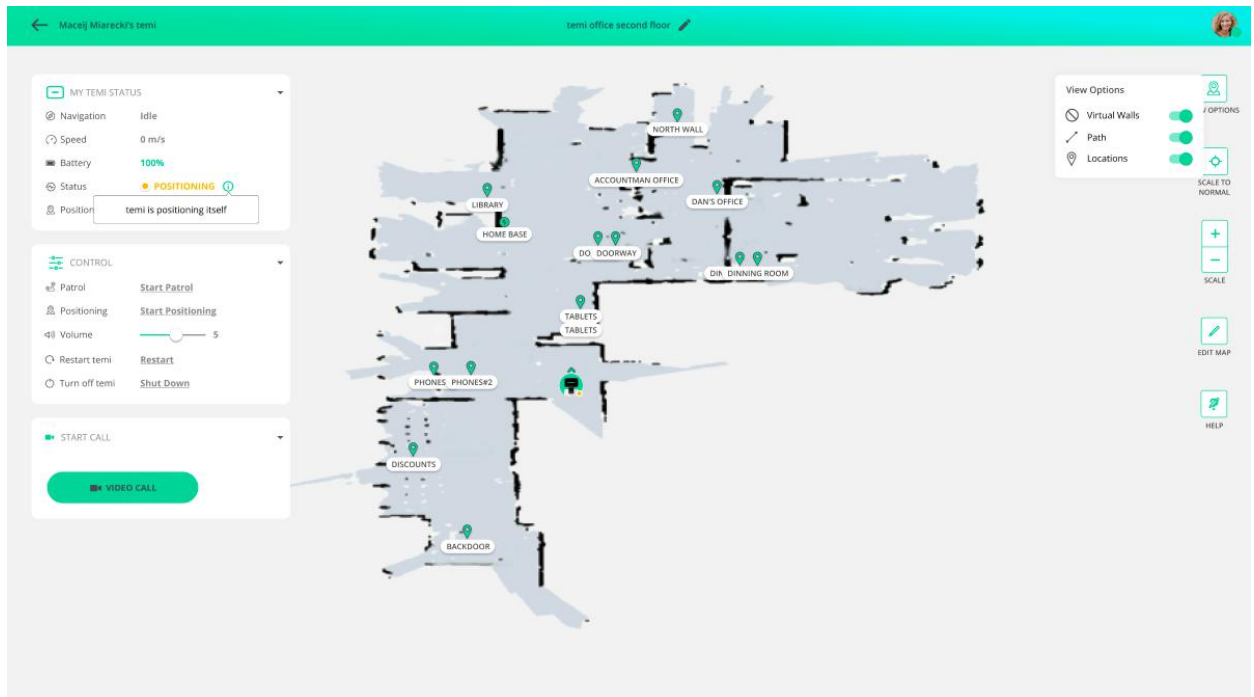 Maceij Miarecki's temi
temi office second floor
MY TEMI STATUS
Navigation Idle
Speed 0 m/s
Battery 100%
Status POSITIONING
Position
temi is positioning itself
CONTROL
Patrol Start Patrol
Positioning Start Positioning
Volume 5
Restart temi Restart
Turn off temi Shut Down
START CALL
VIDEO CALL
NORTH WALL
ACCOUNTMAN OFFICE
LIBRARY
DAN'S OFFICE
HOME BASE
DO DOORWAY
DIN DINNING ROOM
TABLETS
TABLETS
PHONES PHONES#2
DISCOUNTS
BACKDOOR
View Options
Virtual Walls
Path
Locations
OPTIONS
SCALE TO
NORMAL
+
−
SCALE
EDIT MAP
HELP